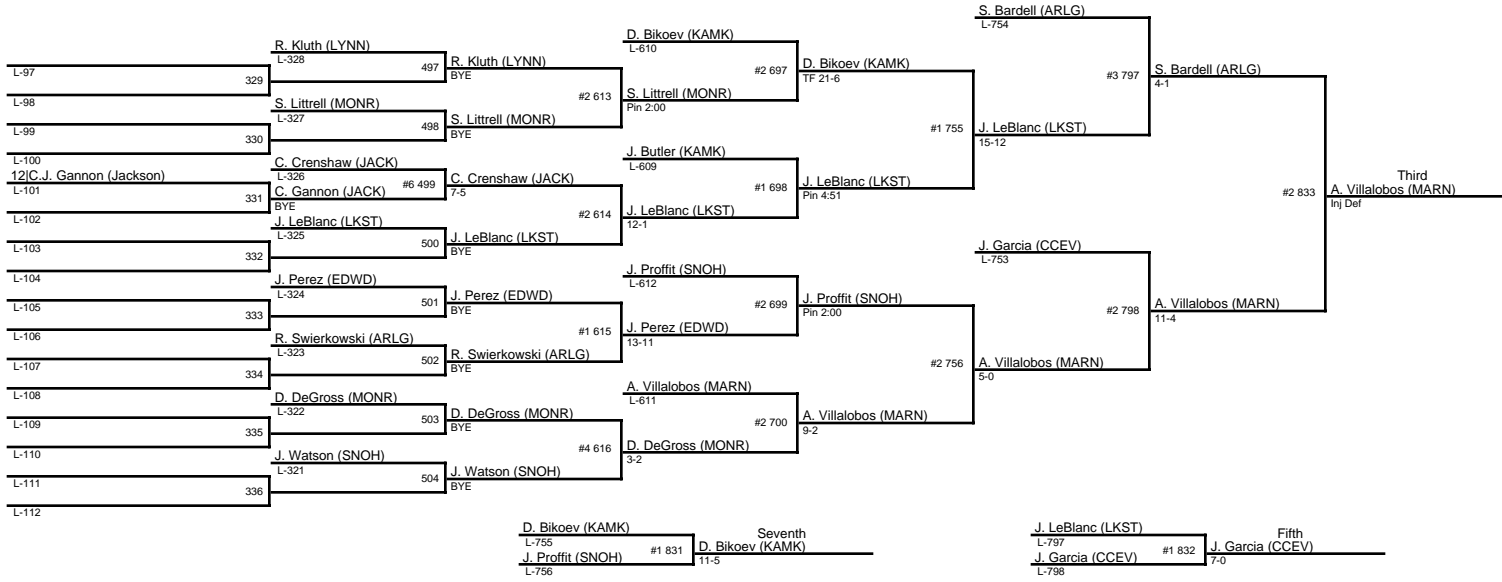 L-97
329
L-98
L-99
330
L-100
12|C.J. Gannon (Jackson)
L-101
331
L-102
L-103
332
L-104
L-105
333
L-106
L-107
334
L-108
L-109
335
L-110
L-111
336
L-112
R. Kluth (LYNN)
L-328
497
S. Littrell (MONR)
L-327
498
C. Crenshaw (JACK)
L-326
#6 499
C. Gannon (JACK)
BYE
J. LeBlanc (LKST)
L-325
500
J. Perez (EDWD)
L-324
501
R. Swierkowski (ARLG)
L-323
502
D. DeGross (MONR)
L-322
503
J. Watson (SNOH)
L-321
504
R. Kluth (LYNN)
BYE
#2 613
S. Littrell (MONR)
BYE
C. Crenshaw (JACK)
7-5
#2 614
J. LeBlanc (LKST)
BYE
J. Perez (EDWD)
BYE
#1 615
R. Swierkowski (ARLG)
BYE
D. DeGross (MONR)
BYE
#4 616
J. Watson (SNOH)
BYE
D. Bikoev (KAMK)
L-610
#2 697
S. Littrell (MONR)
Pin 2:00
J. Butler (KAMK)
L-609
#1 698
J. LeBlanc (LKST)
12-1
J. Proffit (SNOH)
L-612
#2 699
J. Perez (EDWD)
13-11
A. Villalobos (MARN)
L-611
#2 700
D. DeGross (MONR)
3-2
D. Bikoev (KAMK)
TF 21-6
#1 755
J. LeBlanc (LKST)
Pin 4:51
J. Proffit (SNOH)
Pin 2:00
#2 756
A. Villalobos (MARN)
9-2
S. Bardell (ARLG)
L-754
#3 797
J. LeBlanc (LKST)
15-12
J. Garcia (CCEV)
L-753
#2 798
A. Villalobos (MARN)
5-0
S. Bardell (ARLG)
4-1
#2 833
A. Villalobos (MARN)
11-4
Third
A. Villalobos (MARN)
Inj Def
D. Bikoev (KAMK)
L-755
#1 831
J. Proffit (SNOH)
L-756
Seventh
D. Bikoev (KAMK)
11-5
J. LeBlanc (LKST)
L-797
#1 832
J. Garcia (CCEV)
L-798
Fifth
J. Garcia (CCEV)
7-0